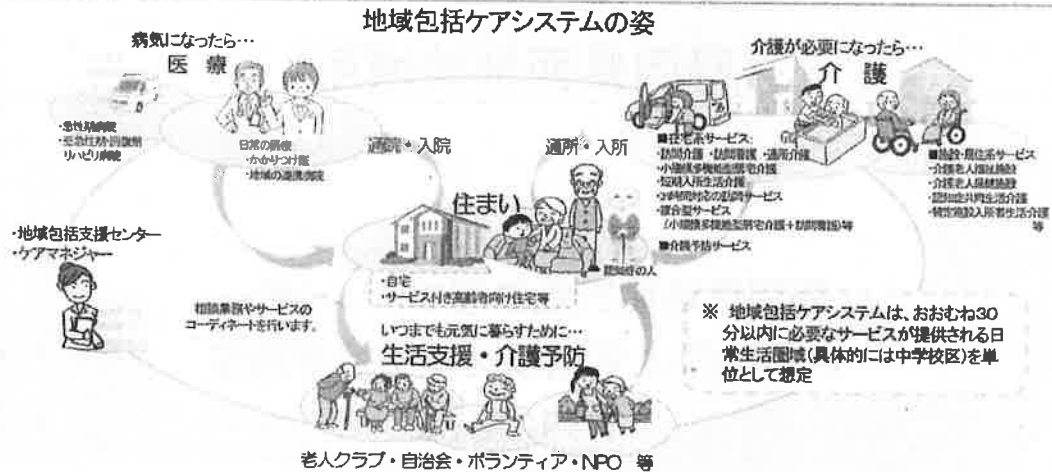 地域包括ケアシステムの姿
病気になったら…
医 療
・急性期病院
・亜急性期・回復期
リハビリ病院
日常の医療:
・かかりつけ医
・地域の連携病院
通院・入院
通所・入所
介護が必要になったら…
介 護
■在宅系サービス:
・訪問介護 ・訪問看護 ・通所介護
・小規模多機能型居宅介護
・短期入所生活介護
・24時間対応の訪問サービス
・複合型サービス
(小規模多機能型居宅介護+訪問看護)等
■介護予防サービス
■施設・居住系サービス
・介護老人福祉施設
・介護老人保健施設
・認知症共同生活介護
・特定施設入所者生活介護
等
住まい
認知症の人
・自宅
・サービス付き高齢者向け住宅等
・地域包括支援センター
・ケアマネジャー
相談業務やサービスの
コーディネートを行います。
いつまでも元気に暮らすために…
生活支援・介護予防
※ 地域包括ケアシステムは、おおむね30
分以内に必要なサービスが提供される日
常生活圏域(具体的には中学校区)を単
位として想定
老人クラブ・自治会・ボランティア・NPO 等